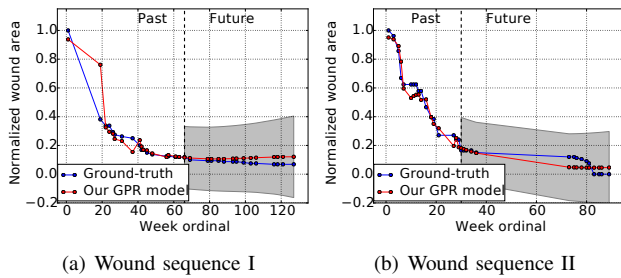 Past Future
Normalized wound area
1.0
0.8
0.6
0.4
0.2
0.0
−0.2
Ground-truth
Our GPR model
0 20 40 60 80 100 120
Week ordinal
(a) Wound sequence I
Past Future
Normalized wound area
1.0
0.8
0.6
0.4
0.2
0.0
−0.2
Ground-truth
Our GPR model
0 20 40 60 80
Week ordinal
(b) Wound sequence II